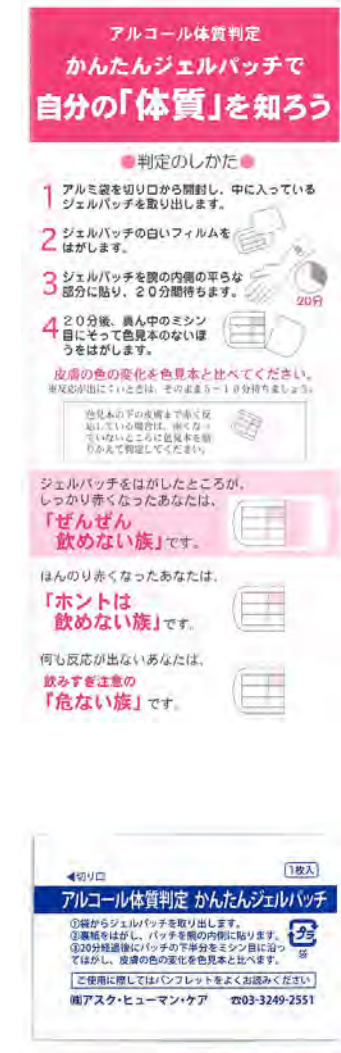 アルコール体質判定
かんたんジェルパッチで
自分の「体質」を知ろう
●判定のしかた●
1 アルミ袋を切り口から開封し、中に入っている
ジェルパッチを取り出します。
2 ジェルパッチの白いフィルムを
はがします。
3 ジェルパッチを腕の内側の平らな
部分に貼り、20分間待ちます。
20分
4 20分後、真ん中のミシン
目にそって色見本のないほ
うをはがします。
皮膚の色の変化を色見本と比べてください。
※反応が出にくいときは、そのまま5〜10分待ちましょう。
色見本の下の皮膚まで赤く反
応している場合は、赤くなっ
ていないところに色見本を貼
りかえて判定してください。
ジェルパッチをはがしたところが、
しっかり赤くなったあなたは、
「ぜんぜん
飲めない族」です。
ほんのり赤くなったあなたは、
「ホントは
飲めない族」です。
何も反応が出ないあなたは、
飲みすぎ注意の
「危ない族」です。
◀切り口
1枚入
アルコール体質判定 かんたんジェルパッチ
①袋からジェルパッチを取り出します。
②裏紙をはがし、パッチを腕の内側に貼ります。
③20分経過後にパッチの下半分をミシン目に沿っ
てはがし、皮膚の色の変化を色見本と比べます。
プラ
袋
ご使用に際してはパンフレットをよくお読みください
㈱アスク・ヒューマン・ケア ☎03-3249-2551